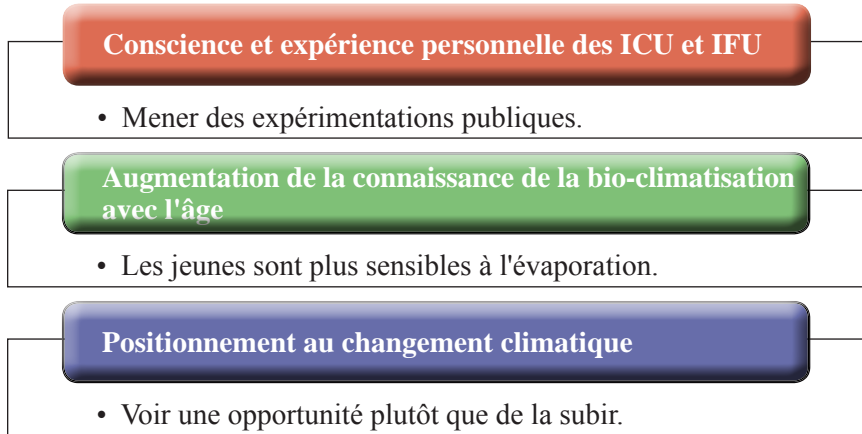 Conscience et expérience personnelle des ICU et IFU
• Mener des expérimentations publiques.
Augmentation de la connaissance de la bio-climatisation
avec l'âge
• Les jeunes sont plus sensibles à l'évaporation.
Positionnement au changement climatique
• Voir une opportunité plutôt que de la subir.